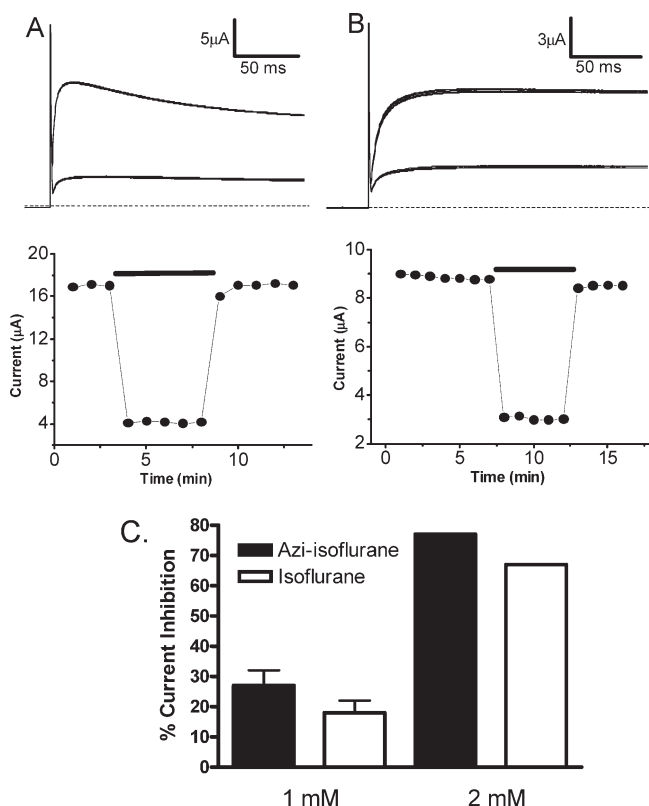 A
5µA
50 ms
B
3µA
50 ms
20
16
12
8
4
Current (µA)
0 5 10
Time (min)
10
8
6
4
2
Current (µA)
0 5 10 15
Time (min)
C.
80
70
60
50
40
30
20
10
0
% Current Inhibition
Azi-isoflurane
Isoflurane
1 mM 2 mM